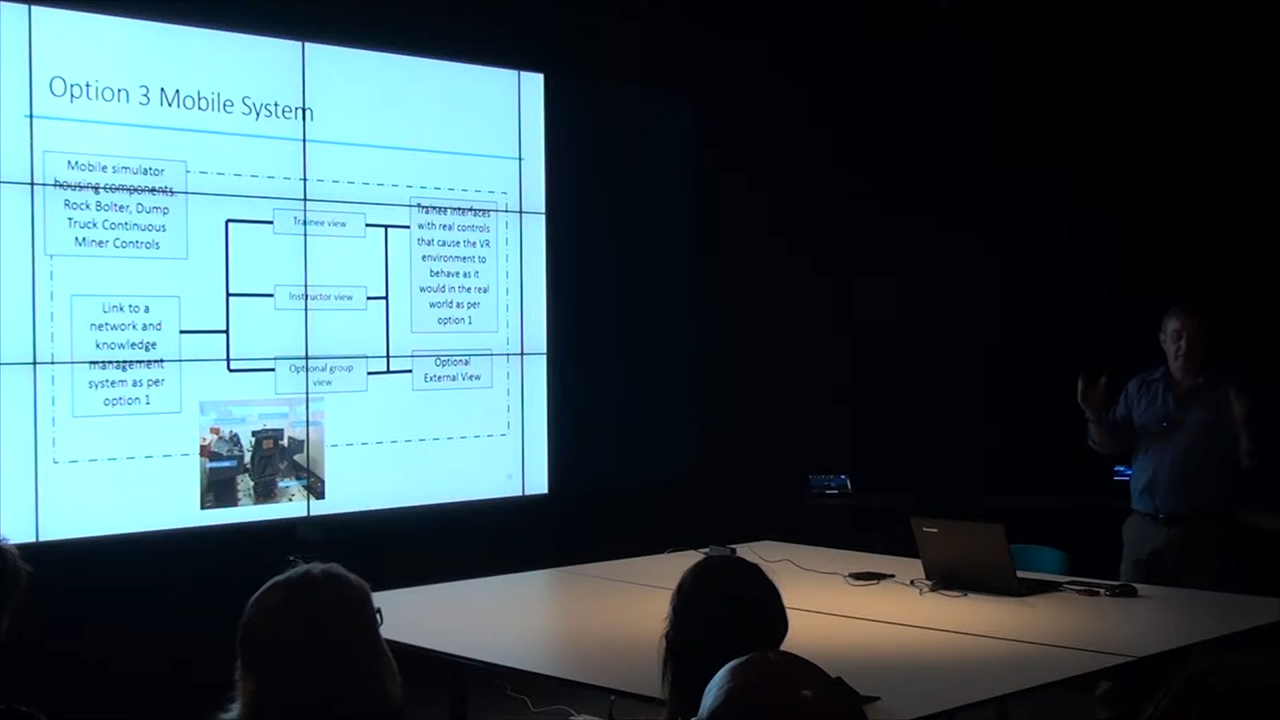 Option 3 Mobile System
Mobile simulator
housing components.
Rock Bolter, Dump
Truck Continuous
Miner Controls
Trainee view
Trainee interfaces
with real controls
that cause the VR
environment to
behave as it
would in the real
world as per
option 1
Instructor view
Link to a
network and
knowledge
management
system as per
option 1
Optional group
view
Optional
External View